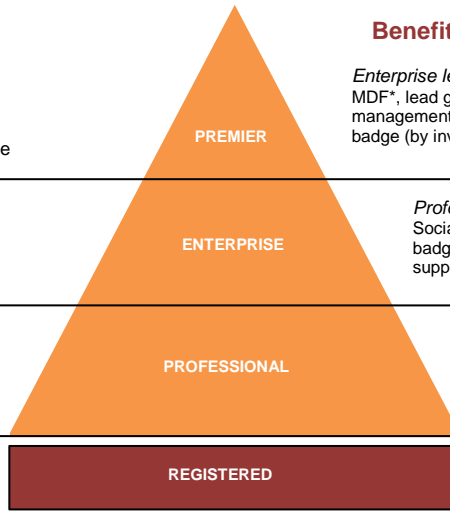 Benefit
Enterprise le
MDF*, lead g
management
badge (by inv
e
PREMIER
Profe
Socia
badg
supp
ENTERPRISE
PROFESSIONAL
REGISTERED